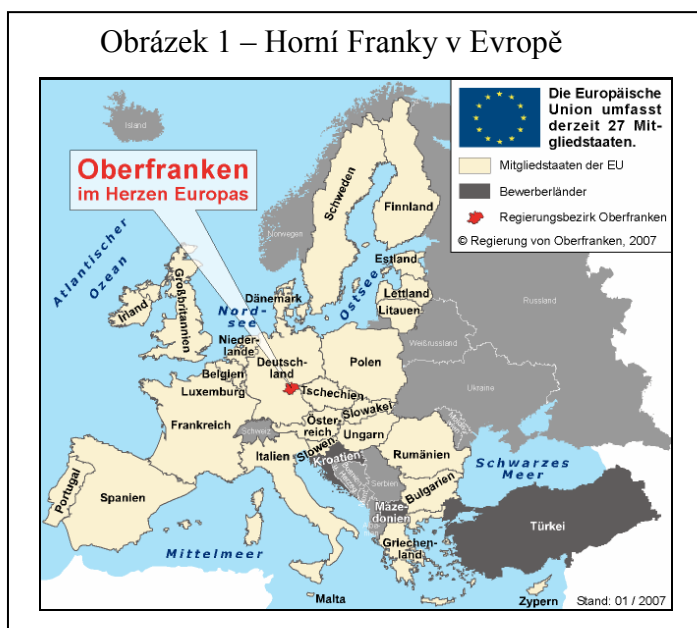 Obrázek 1 – Horní Franky v Evropě
Die Europäische
Union umfasst
derzeit 27 Mit-
gliedstaaten.
Mitgliedstaaten der EU
Bewerberländer
Regierungsbezirk Oberfranken
© Regierung von Oberfranken, 2007
Oberfranken
im Herzen Europas
Island
Atlantischer
Ozean
Norwegen
Schweden
Finnland
Estland
Lettland
Litauen
Russland
Ostsee
Nord-
see
Dänemark
Irland
Großbritannien
Nieder-
lande
Belgien
Luxemburg
Deutsch-
land
Polen
Weißrussland
Ukraine
Tschechien
Slowakei
Öster-
reich
Ungarn
Schweiz
Frankreich
Italien
Slowen.
Kroatien
Serbien
Rumänien
Bulgarien
Schwarzes
Meer
Portugal
Spanien
Maze-
donien
Griechen-
land
Türkei
Mittelmeer
Malta
Zypern
Stand: 01 / 2007